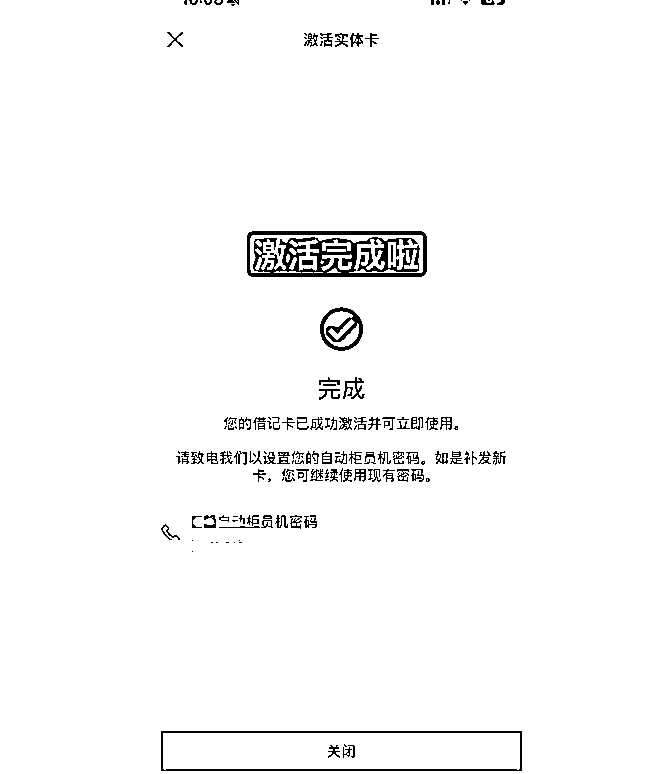 激活实体卡
激活完成啦
完成
您的借记卡已成功激活并可立即使用。
请致电我们以设置您的自动柜员机密码。如是补发新
卡，您可继续使用现有密码。
自动柜员机密码
关闭